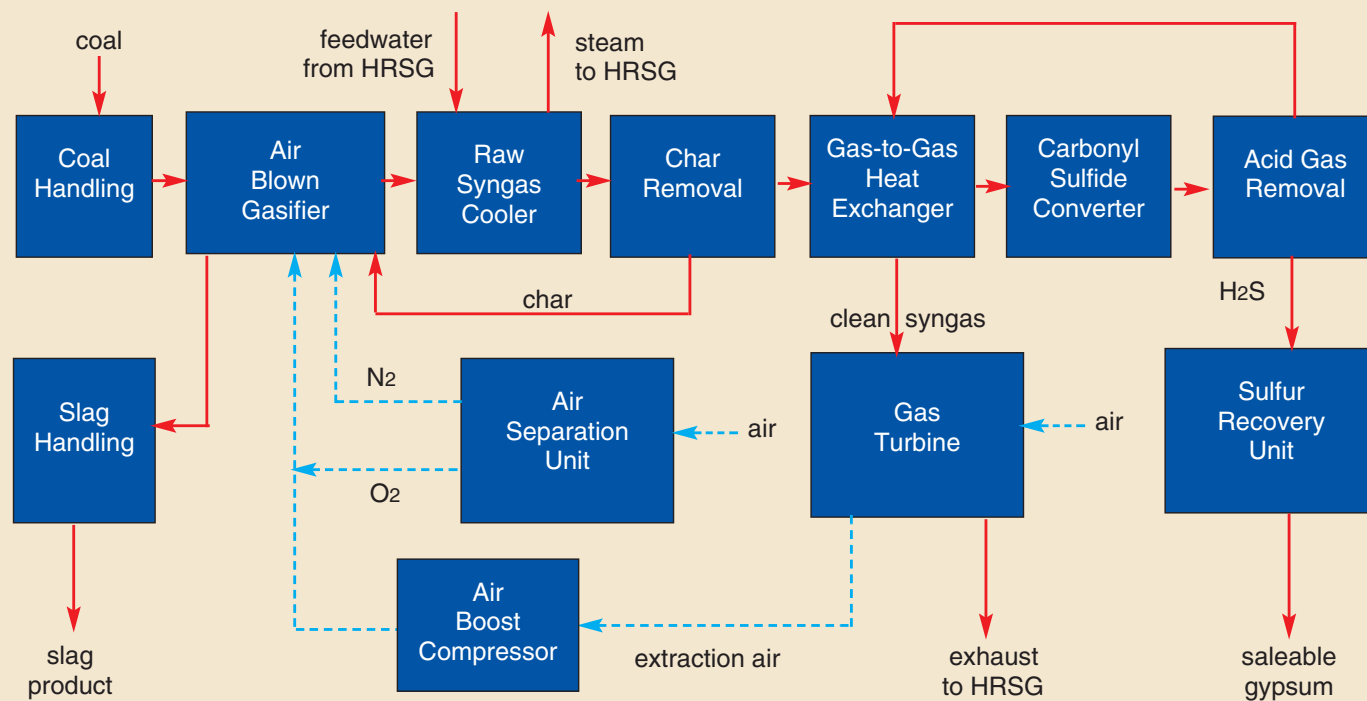 coal
feedwater
from HRSG
steam
to HRSG
Coal
Handling
Air
Blown
Gasifier
Raw
Syngas
Cooler
Char
Removal
Gas-to-Gas
Heat
Exchanger
Carbonyl
Sulfide
Converter
Acid Gas
Removal
char
clean syngas
H2S
Slag
Handling
N2
O2
Air
Separation
Unit
air
Gas
Turbine
air
Sulfur
Recovery
Unit
Air
Boost
Compressor
extraction air
slag
product
exhaust
to HRSG
saleable
gypsum